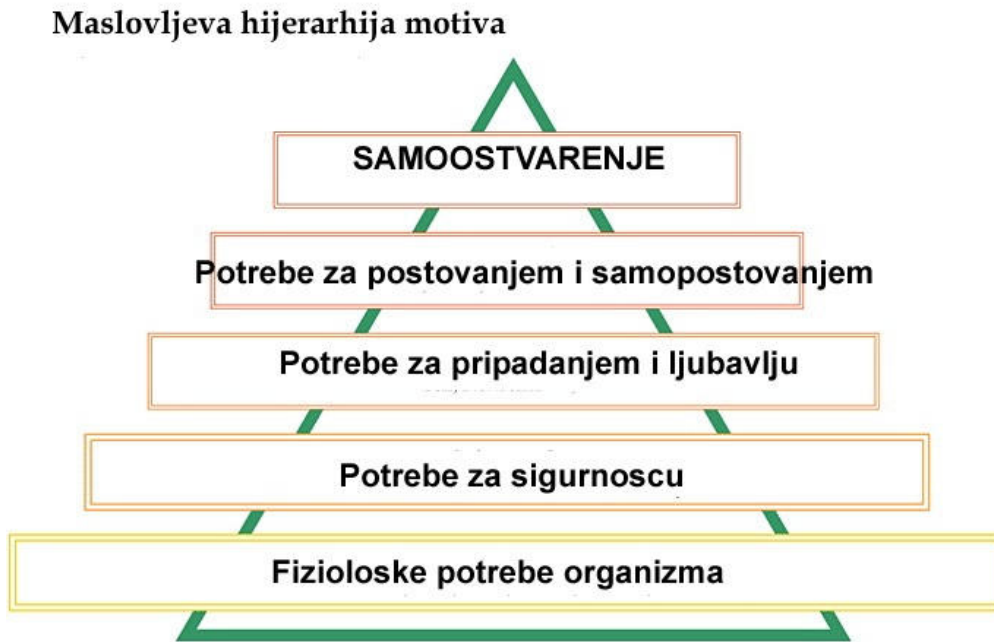 Maslovljeva hijerarhija motiva
SAMOOSTVARENJE
Potrebe za postovanjem i samopostovanjem
Potrebe za pripadanjem i ljubavlju
Potrebe za sigurnoscu
Fizioloske potrebe organizma